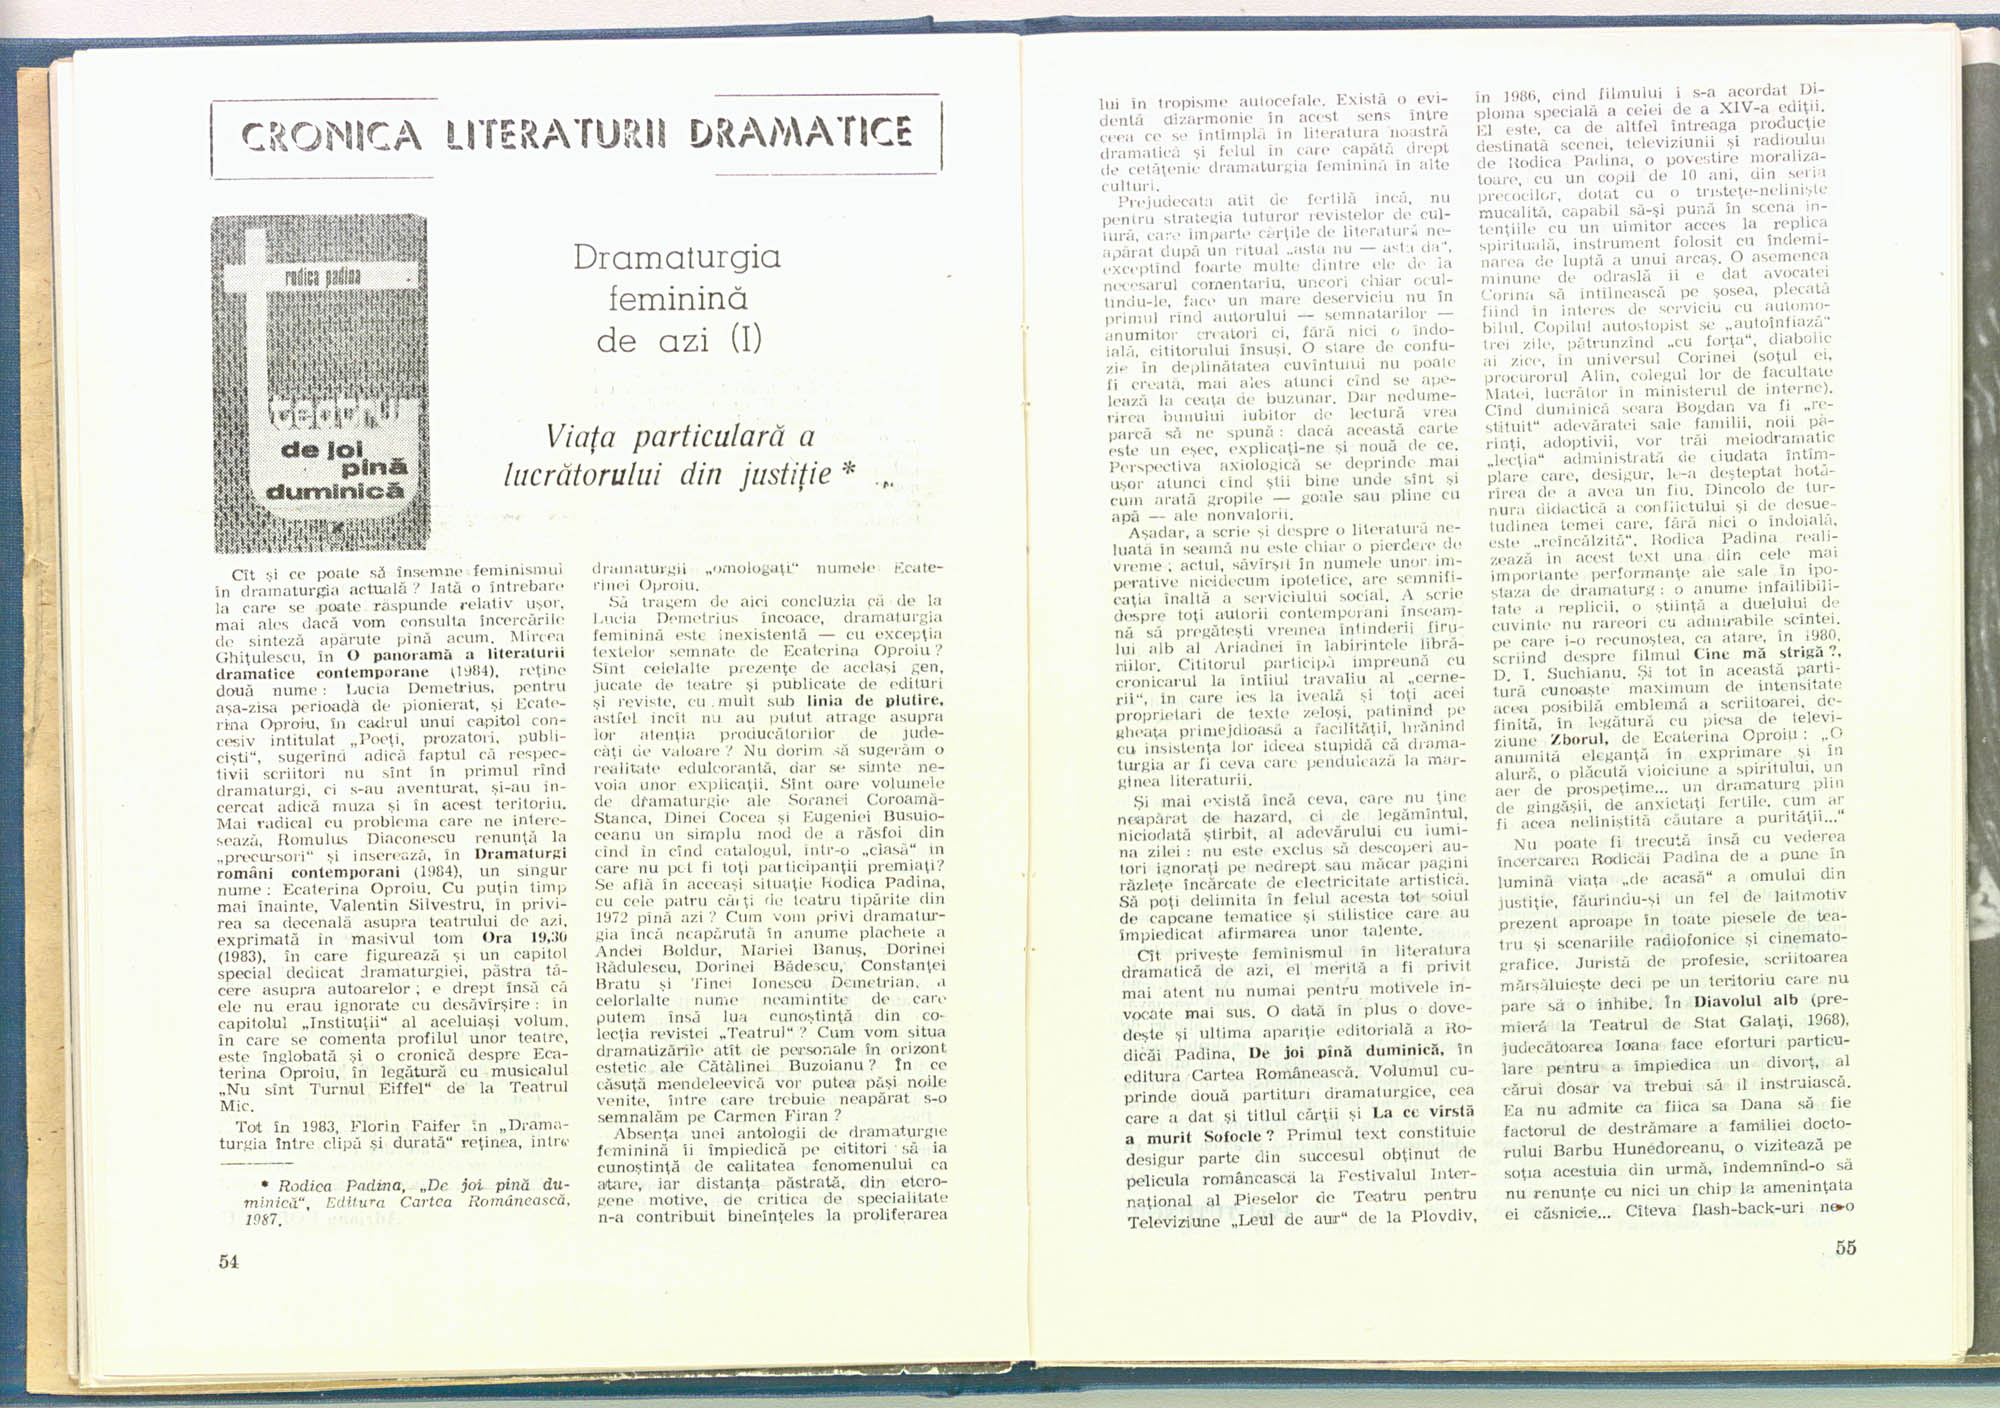 CRONICA LITERATURII DRAMATICE
rodica padina
teatru
de joi
pînă
duminică
Dramaturgia
feminină
de azi (I)
Viața particulară a
lucrătorului din justiție *
Cît și ce poate să însemne feminismul
în dramaturgia actuală ? Iată o întrebare
la care se poate răspunde relativ ușor,
mai ales dacă vom consulta încercările
de sinteză apărute pînă acum. Mircea
Ghițulescu, în O panoramă a literaturii
dramatice contemporane (1984), reține
două nume : Lucia Demetrius, pentru
așa-zisa perioadă de pionierat, și Ecate-
rina Oproiu, în cadrul unui capitol con-
cesiv intitulat „Poeți, prozatori, publi-
ciști“, sugerînd adică faptul că respec-
tivii scriitori nu sînt în primul rînd
dramaturgi, ci s-au aventurat, și-au în-
cercat adică muza și în acest teritoriu.
Mai radical cu problema care ne intere-
sează, Romulus Diaconescu renunță la
„precursori“ și inserează, în Dramaturgi
români contemporani (1984), un singur
nume : Ecaterina Oproiu. Cu puțin timp
mai înainte, Valentin Silvestru, în privi-
rea sa decenală asupra teatrului de azi,
exprimată în masivul tom Ora 19,30
(1983), în care figurează și un capitol
special dedicat dramaturgiei, păstra tă-
cere asupra autoarelor ; e drept însă că
ele nu erau ignorate cu desăvîrșire : în
capitolul „Instituții“ al aceluiași volum,
în care se comenta profilul unor teatre,
este înglobată și o cronică despre Eca-
terina Oproiu, în legătură cu musicalul
„Nu sînt Turnul Eiffel“ de la Teatrul
Mic.
Tot în 1983, Florin Faifer în „Drama-
turgia între clipă și durată“ reținea, între
* Rodica Padina, „De joi pînă du-
minică“, Editura Cartea Românească,
1987.
54
dramaturgii „omologați“ numele Ecate-
rinei Oproiu.
Să tragem de aici concluzia că de la
Lucia Demetrius încoace, dramaturgia
feminină este inexistentă — cu excepția
textelor semnate de Ecaterina Oproiu ?
Sînt celelalte prezențe de același gen,
jucate de teatre și publicate de edituri
și reviste, cu mult sub linia de plutire,
astfel încît nu au putut atrage asupra
lor atenția producătorilor de jude-
căți de valoare ? Nu dorim să sugerăm o
realitate edulcorantă, dar se simte ne-
voia unor explicații. Sînt oare volumele
de dramaturgie ale Soranei Coroamă-
Stanca, Dinei Cocea și Eugeniei Busuio-
ceanu un simplu mod de a răsfoi din
cînd în cînd catalogul, într-o „clasă“ în
care nu pot fi toți participanții premiați?
Se află în aceeași situație Rodica Padina,
cu cele patru cărți de teatru tipărite din
1972 pînă azi ? Cum vom privi dramatur-
gia încă neapărută în anume plachete a
Andei Boldur, Mariei Banuș, Dorinei
Rădulescu, Dorinei Bădescu, Constanței
Bratu și Tinei Ionescu Demetrian, a
celorlalte nume neamintite de care
putem însă lua cunoștință din co-
lecția revistei „Teatrul“ ? Cum vom situa
dramatizările atît de personale în orizont
estetic ale Cătălinei Buzoianu ? În ce
căsuță mendeleevică vor putea păși noile
venite, între care trebuie neapărat s-o
semnalăm pe Carmen Firan ?
Absența unei antologii de dramaturgie
feminină îi împiedică pe cititori să ia
cunoștință de calitatea fenomenului ca
atare, iar distanța păstrată, din etero-
gene motive, de critica de specialitate
n-a contribuit bineînțeles la proliferarea
lui în tropisme autocefale. Există o evi-
dentă dizarmonie în acest sens între
ceea ce se întîmplă în literatura noastră
dramatică și felul în care capătă drept
de cetățenie dramaturgia feminină în alte
culturi.
Prejudecata atît de fertilă încă, nu
pentru strategia tuturor revistelor de cul-
tură, care împarte cărțile de literatură ne-
apărat după un ritual „asta nu — asta da“,
exceptînd foarte multe dintre ele de la
necesarul comentariu, uneori chiar ocul-
tîndu-le, face un mare deserviciu nu în
primul rînd autorului — semnatarilor —
anumitor creatori ci, fără nici o îndo-
ială, cititorului însuși. O stare de confu-
zie în deplinătatea cuvîntului nu poate
fi creată, mai ales atunci cînd se ape-
lează la ceața de buzunar. Dar nedume-
rirea bunului iubitor de lectură vrea
parcă să ne spună : dacă această carte
este un eșec, explicați-ne și nouă de ce.
Perspectiva axiologică se deprinde mai
ușor atunci cînd știi bine unde sînt și
cum arată gropile — goale sau pline cu
apă — ale nonvalorii.
Așadar, a scrie și despre o literatură ne-
luată în seamă nu este chiar o pierdere de
vreme ; actul, săvîrșit în numele unor im-
perative nicidecum ipotetice, are semnifi-
cația înaltă a serviciului social. A scrie
despre toți autorii contemporani înseam-
nă să pregătești vremea întinderii firu-
lui alb al Ariadnei în labirintele libră-
riilor. Cititorul participă împreună cu
cronicarul la întîiul travaliu al „cerne-
rii“, în care ies la iveală și toți acei
proprietari de texte zeloși, patinînd pe
gheața primejdioasă a facilității, hrănind
cu insistența lor ideea stupidă că drama-
turgia ar fi ceva care pendulează la mar-
ginea literaturii.
Și mai există încă ceva, care nu ține
neapărat de hazard, ci de legămîntul,
niciodată știrbit, al adevărului cu lumi-
na zilei : nu este exclus să descoperi au-
tori ignorați pe nedrept sau măcar pagini
răzlețe încărcate de electricitate artistică.
Să poți delimita în felul acesta tot soiul
de capcane tematice și stilistice care au
împiedicat afirmarea unor talente.
Cît privește feminismul în literatura
dramatică de azi, el merită a fi privit
mai atent nu numai pentru motivele in-
vocate mai sus. O dată în plus o dove-
dește și ultima apariție editorială a Ro-
dicăi Padina, De joi pînă duminică, în
editura Cartea Românească. Volumul cu-
prinde două partituri dramaturgice, cea
care a dat și titlul cărții și La ce vîrstă
a murit Sofocle ? Primul text constituie
desigur parte din succesul obținut de
pelicula românească la Festivalul Inter-
național al Pieselor de Teatru pentru
Televiziune „Leul de aur“ de la Plovdiv,
în 1986, cînd filmului i s-a acordat Di-
ploma specială a celei de a XIV-a ediții.
El este, ca de altfel întreaga producție
destinată scenei, televiziunii și radioului
de Rodica Padina, o povestire moraliza-
toare, cu un copil de 10 ani, din seria
precocilor, dotat cu o tristețe-neliniște
mucalită, capabil să-și pună în scenă in-
tențiile cu un uimitor acces la replica
spirituală, instrument folosit cu îndemî-
narea de luptă a unui arcaș. O asemenea
minune de odraslă îi e dat avocatei
Corina să întîlnească pe șosea, plecată
fiind în interes de serviciu cu automo-
bilul. Copilul autostopist se „autoînfiază“
trei zile, pătrunzînd „cu forța“, diabolic
ai zice, în universul Corinei (soțul ei,
procurorul Alin, colegul lor de facultate
Matei, lucrător în ministerul de interne).
Cînd duminică seara Bogdan va fi „re-
stituit“ adevăratei sale familii, noii pă-
rinți, adoptivii, vor trăi melodramatic
„lecția“ administrată de ciudata întîm-
plare care, desigur, le-a deșteptat hotă-
rîrea de a avea un fiu. Dincolo de tur-
nura didactică a conflictului și de desue-
tudinea temei care, fără nici o îndoială,
este „reîncălzită“, Rodica Padina reali-
zează în acest text una din cele mai
importante performanțe ale sale în ipo-
staza de dramaturg : o anume infailibili-
tate a replicii, o știință a duelului de
cuvinte nu rareori cu admirabile scîntei,
pe care i-o recunoștea, ca atare, în 1980,
scriind despre filmul Cine mă strigă ?,
D. I. Suchianu. Și tot în această parti-
tură cunoaște maximum de intensitate
acea posibilă emblemă a scriitoarei, de-
finită, în legătură cu piesa de televi-
ziune Zborul, de Ecaterina Oproiu : „O
anumită eleganță în exprimare și în
alură, o plăcută vioiciune a spiritului, un
aer de prospețime... un dramaturg plin
de gingășii, de anxietăți fertile, cum ar
fi acea neliniștită căutare a purității...“
Nu poate fi trecută însă cu vederea
încercarea Rodicăi Padina de a pune în
lumină viața „de acasă“ a omului din
justiție, făurindu-și un fel de laitmotiv
prezent aproape în toate piesele de tea-
tru și scenariile radiofonice și cinemato-
grafice. Juristă de profesie, scriitoarea
mărșăluiește deci pe un teritoriu care nu
pare să o inhibe. În Diavolul alb (pre-
mieră la Teatrul de Stat Galați, 1968),
judecătoarea Ioana face eforturi particu-
lare pentru a împiedica un divorț, al
cărui dosar va trebui să îl instruiască.
Ea nu admite ca fiica sa Dana să fie
factorul de destrămare a familiei docto-
rului Barbu Hunedoreanu, o vizitează pe
soția acestuia din urmă, îndemnînd-o să
nu renunțe cu nici un chip la amenințata
ei căsnicie... Cîteva flash-back-uri ne-o
55